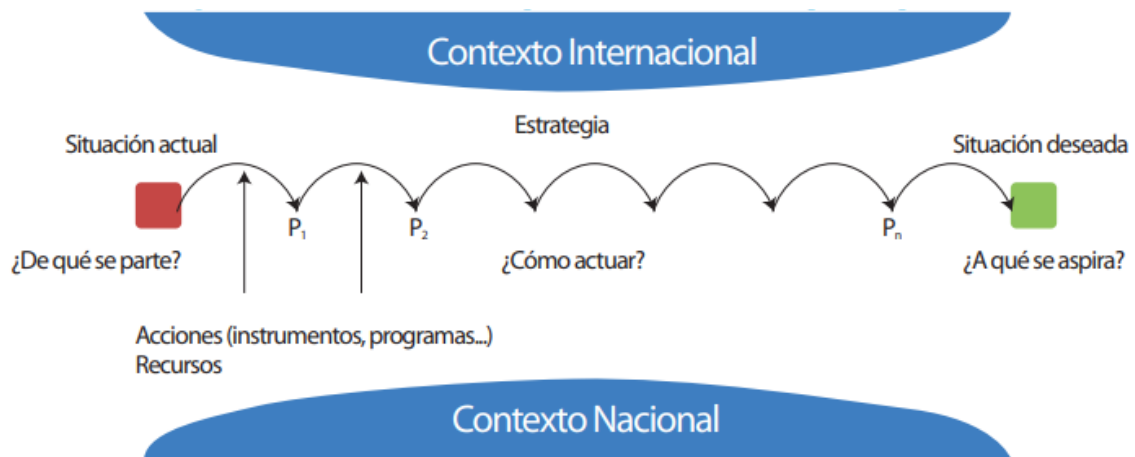 Contexto Internacional
Estrategia
Situación actual
Situación deseada
P₁
P₂
Pₙ
¿De qué se parte?
¿Cómo actuar?
¿A qué se aspira?
Acciones (instrumentos, programas...)
Recursos
Contexto Nacional